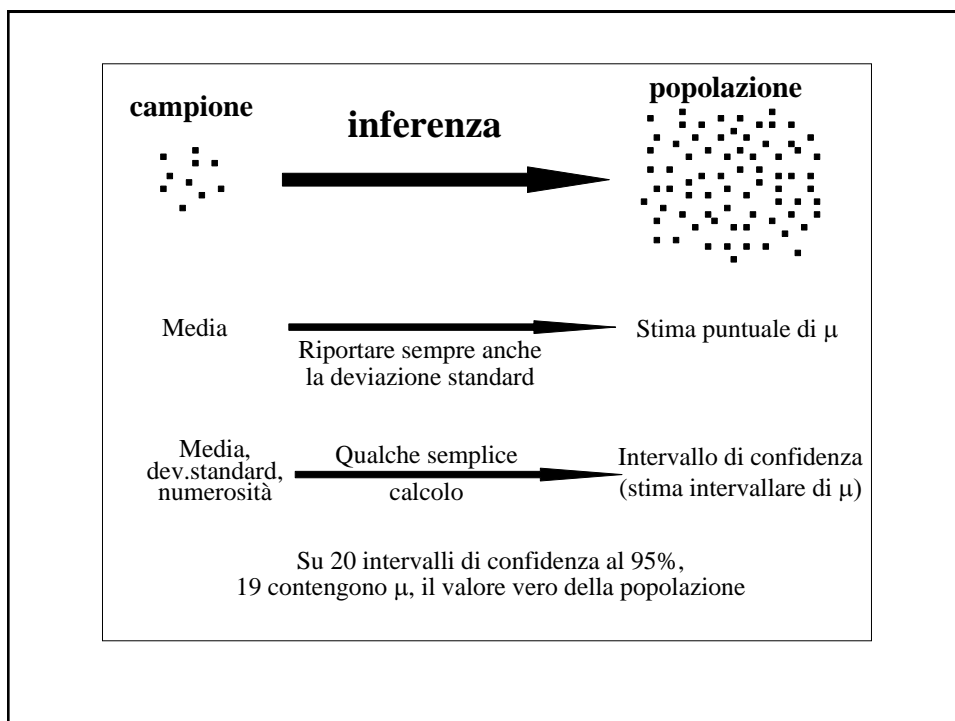 campione
inferenza
popolazione
Media
Riportare sempre anche
la deviazione standard
Stima puntuale di μ
Media,
dev.standard,
numerosità
Qualche semplice
calcolo
Intervallo di confidenza
(stima intervallare di μ)
Su 20 intervalli di confidenza al 95%,
19 contengono μ, il valore vero della popolazione